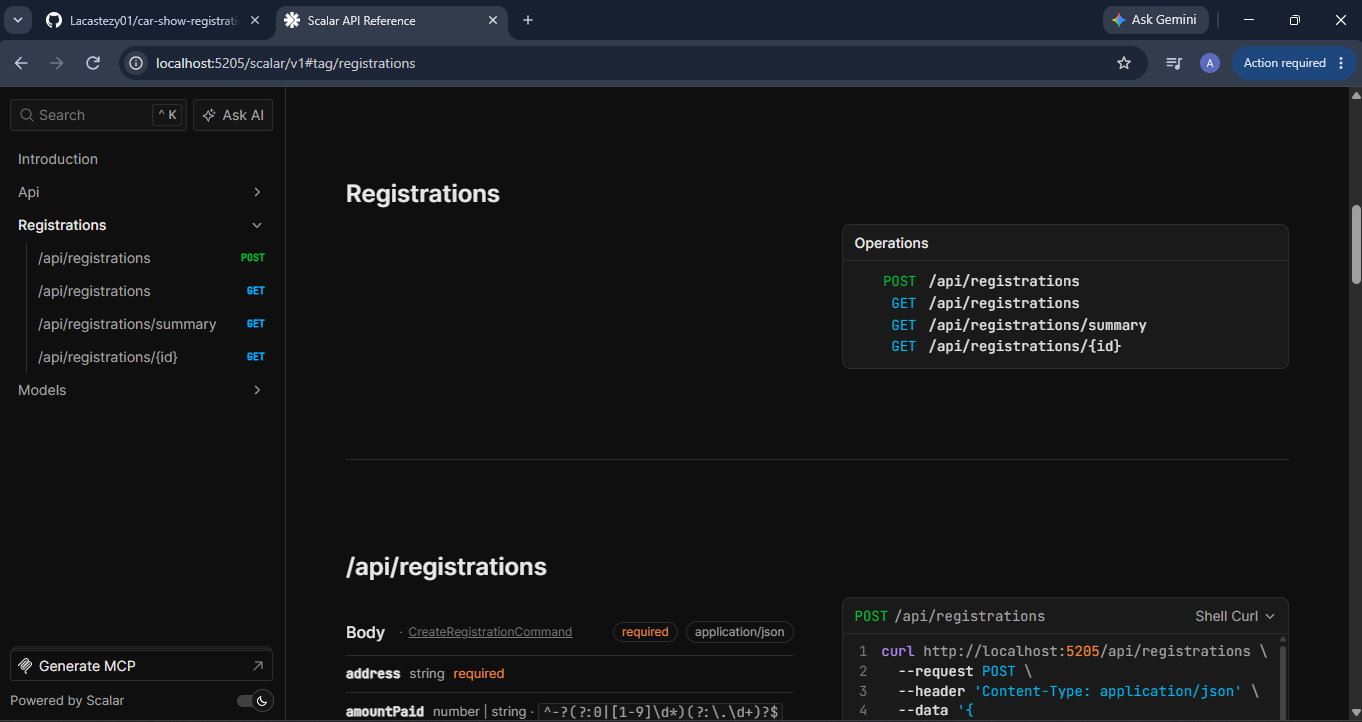 Lacastezy01/car-show-registrati
Scalar API Reference
Ask Gemini
localhost:5205/scalar/v1#tag/registrations
A
Action required
Search
^ K
Ask AI
Introduction
Api
Registrations
/api/registrations POST
/api/registrations GET
/api/registrations/summary GET
/api/registrations/{id} GET
Models
Generate MCP
Powered by Scalar
Registrations
Operations
POST /api/registrations
GET /api/registrations
GET /api/registrations/summary
GET /api/registrations/{id}
/api/registrations
Body · CreateRegistrationCommand required application/json
address string required
amountPaid number | string · ^-?(?:0|[1-9]\d*)(?:\.\d+)?$
POST /api/registrations Shell Curl
1 curl http://localhost:5205/api/registrations \
2 --request POST \
3 --header 'Content-Type: application/json' \
4 --data '{